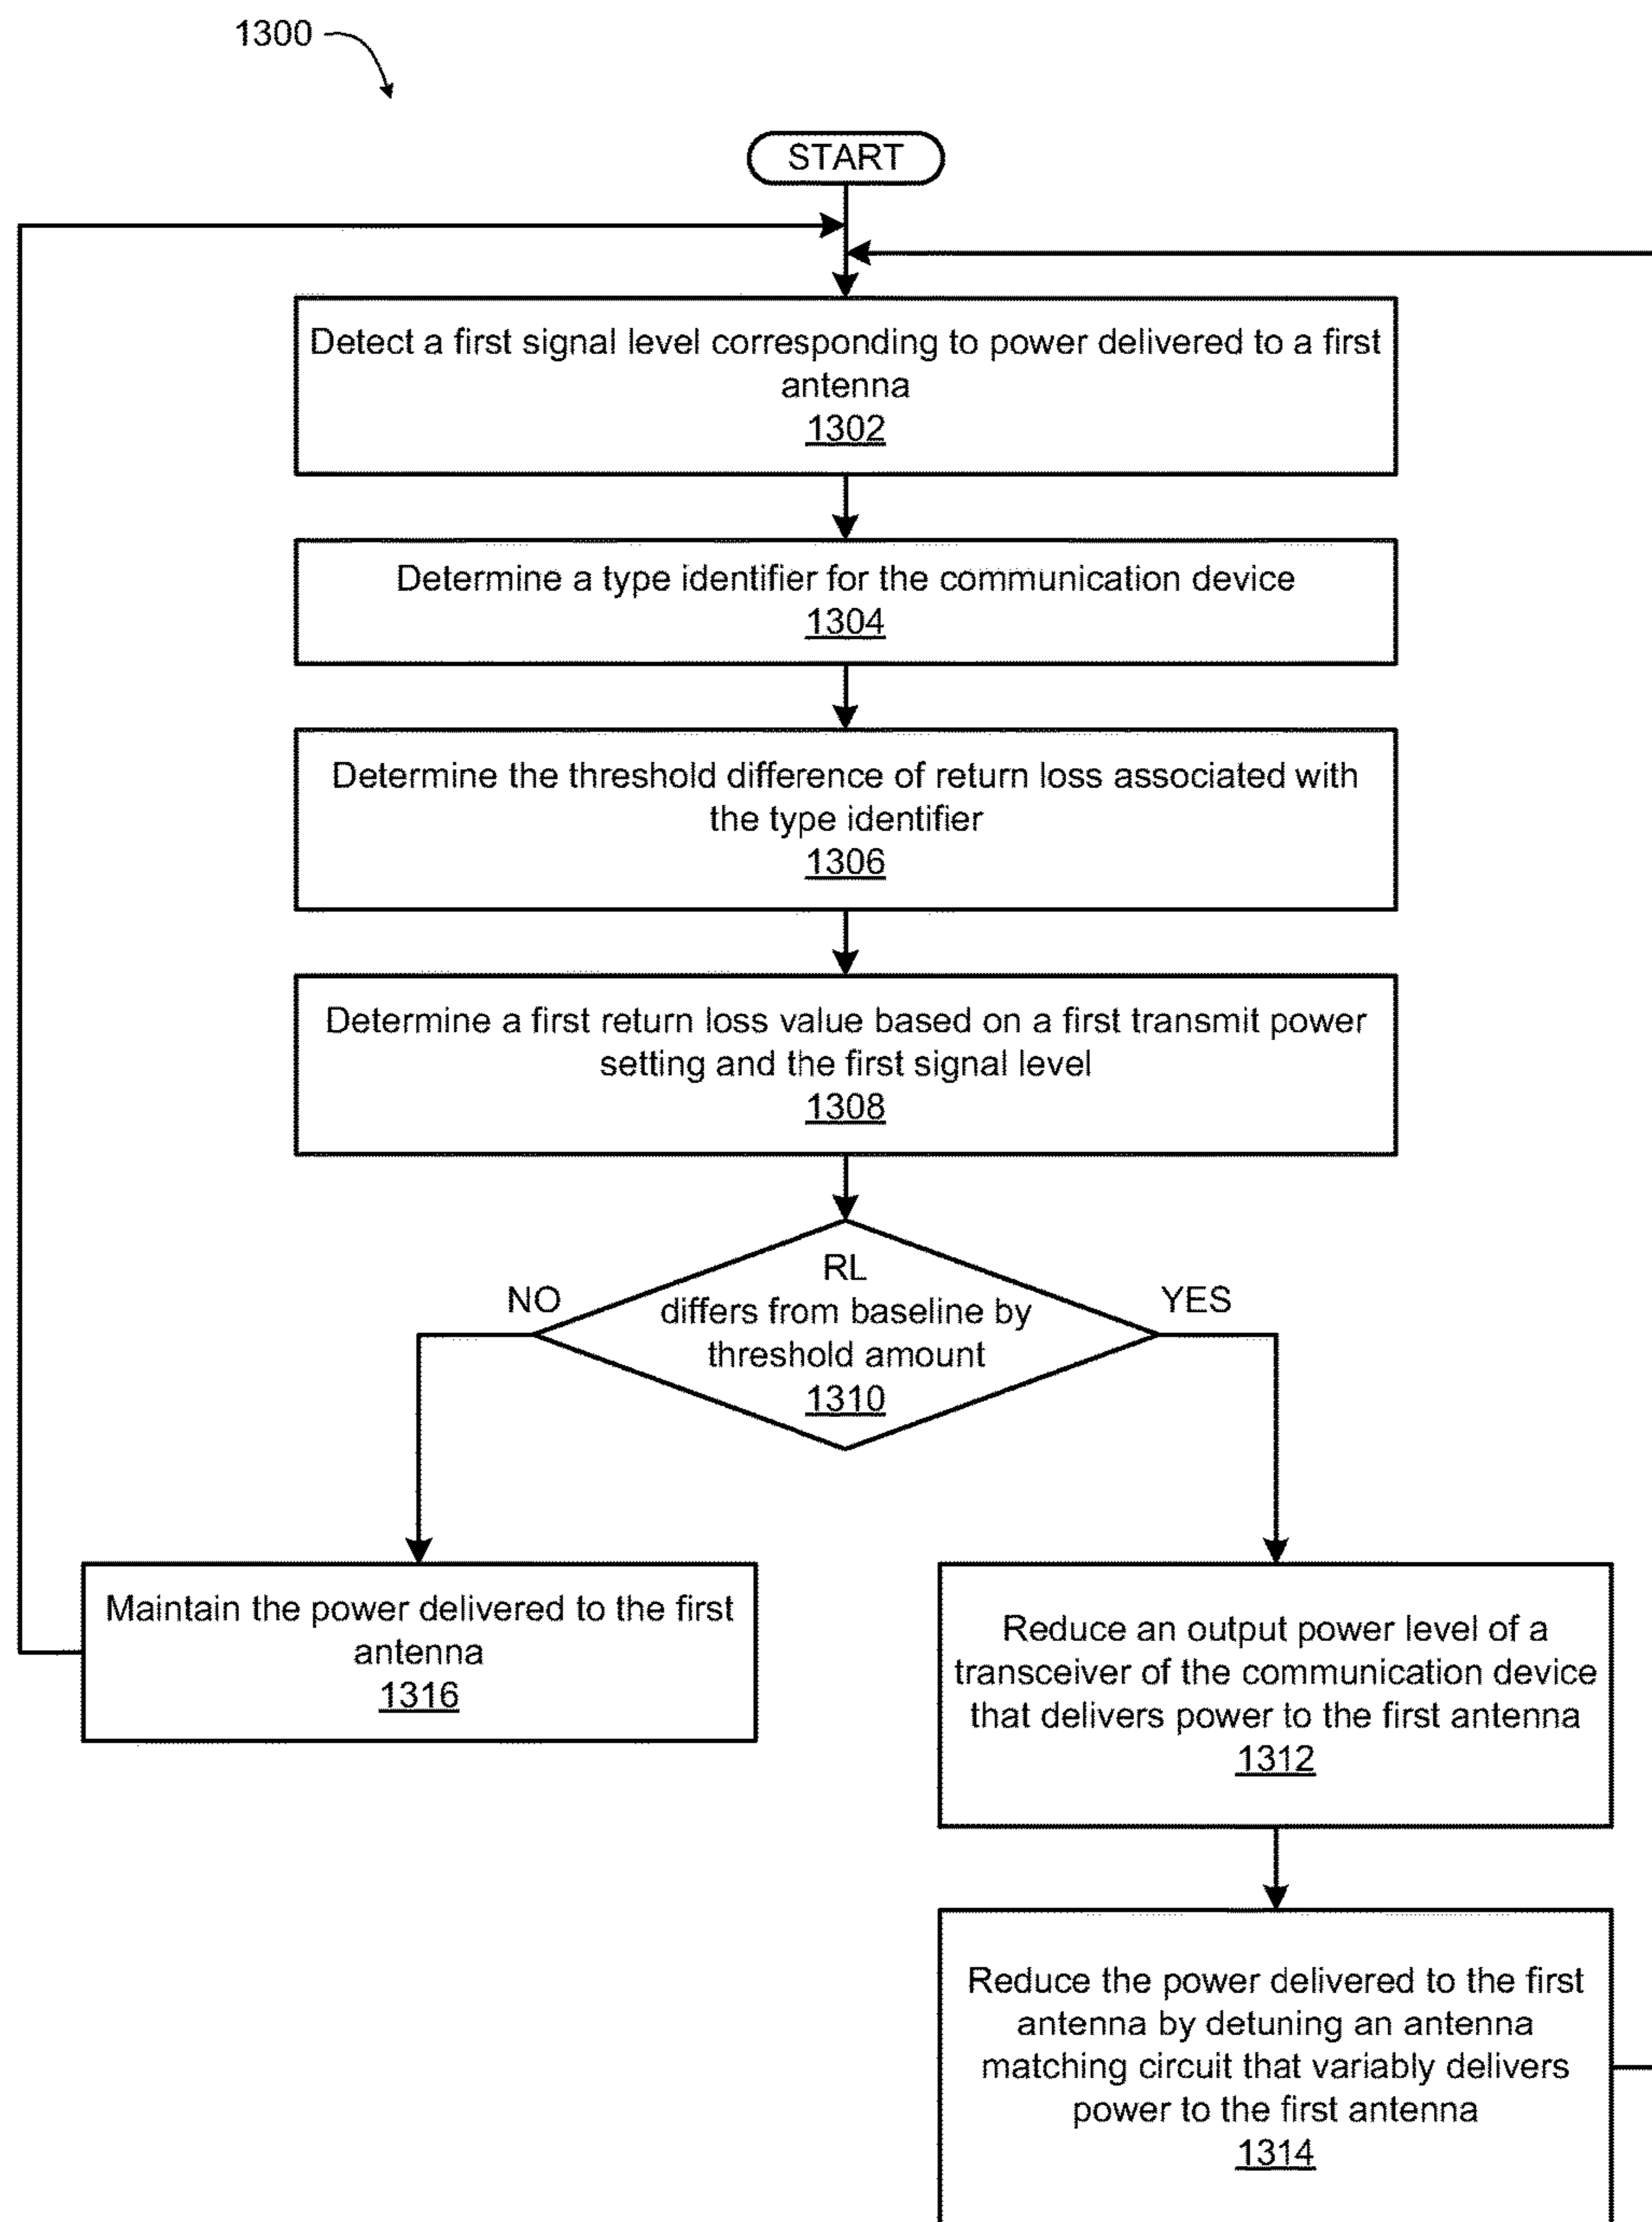 1300
START
Detect a first signal level corresponding to power delivered to a first
antenna
1302
Determine a type identifier for the communication device
1304
Determine the threshold difference of return loss associated with
the type identifier
1306
Determine a first return loss value based on a first transmit power
setting and the first signal level
1308
RL
differs from baseline by
threshold amount
1310
NO
YES
Maintain the power delivered to the first
antenna
1316
Reduce an output power level of a
transceiver of the communication device
that delivers power to the first antenna
1312
Reduce the power delivered to the first
antenna by detuning an antenna
matching circuit that variably delivers
power to the first antenna
1314